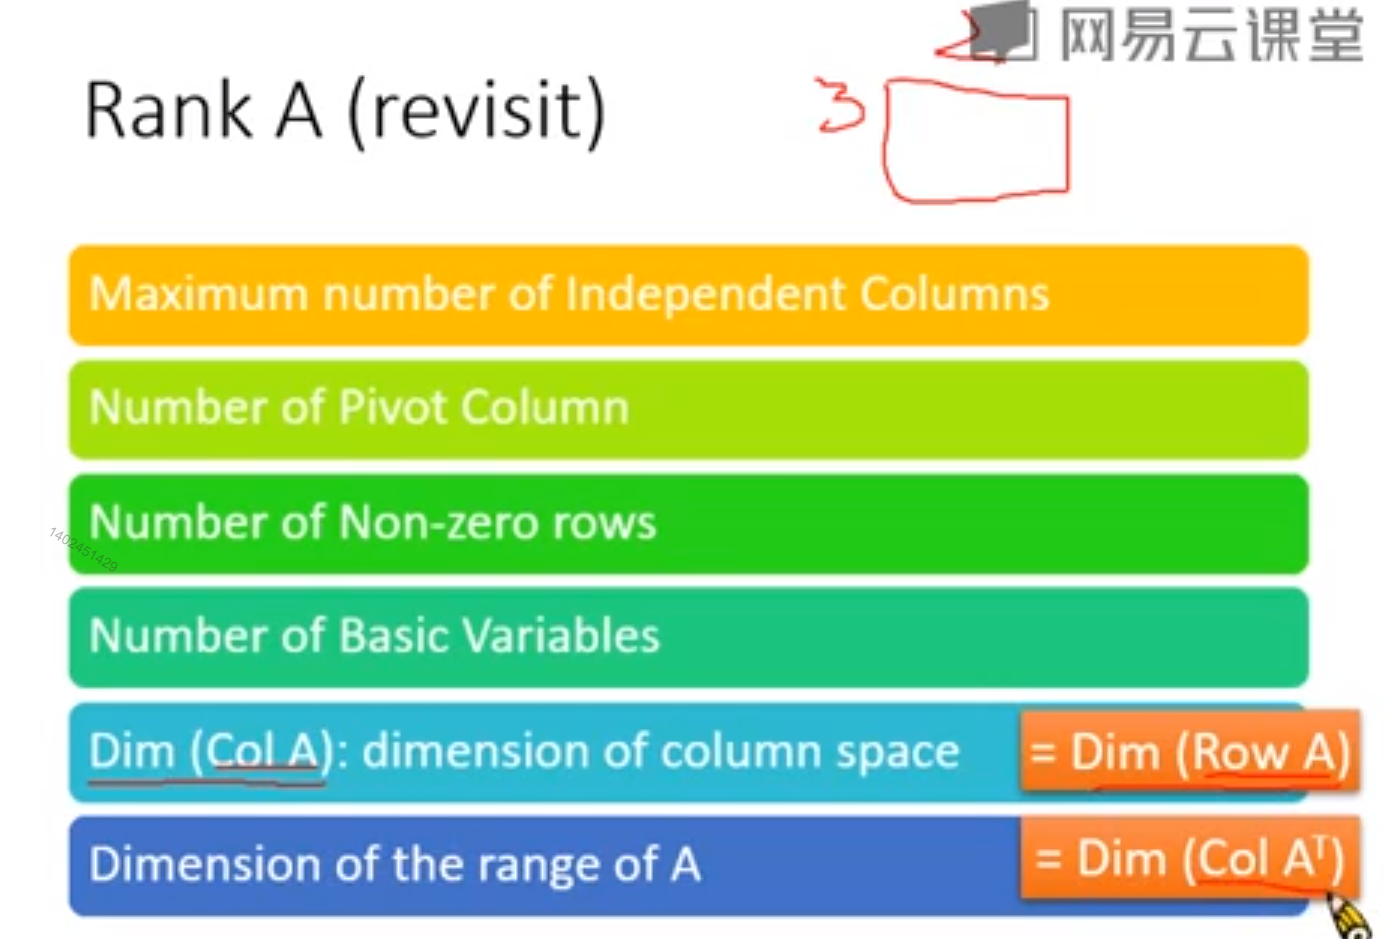 网易云课堂
Rank A (revisit)
3
Maximum number of Independent Columns
Number of Pivot Column
Number of Non-zero rows
1402451429
Number of Basic Variables
Dim (Col A): dimension of column space = Dim (Row A)
Dimension of the range of A = Dim (Col Aᵀ)